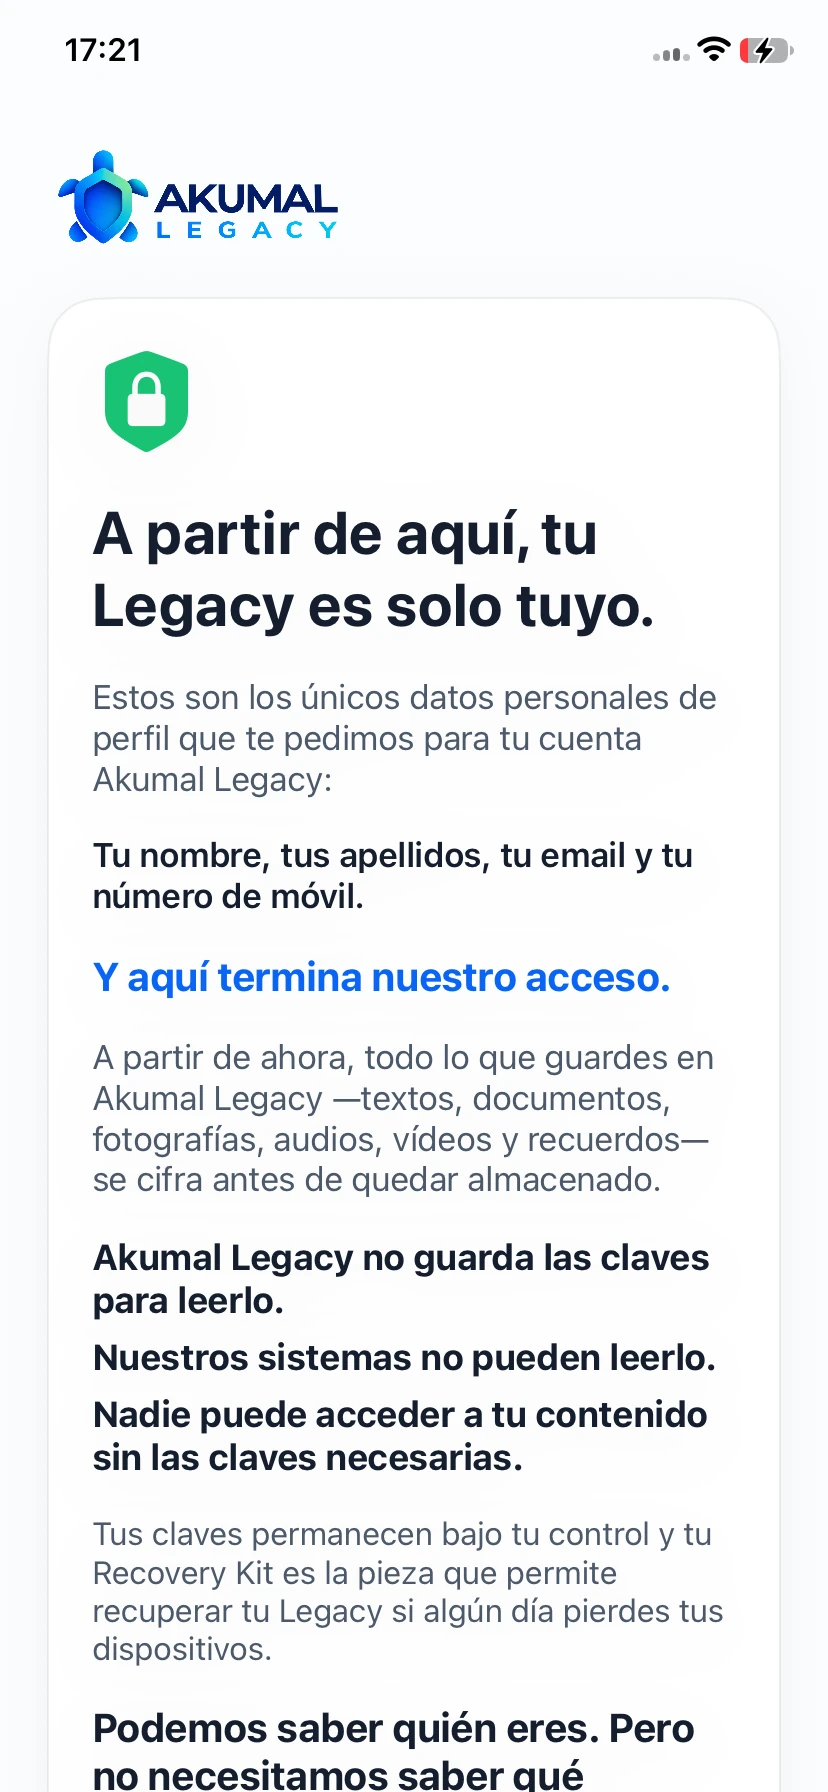 17:21
AKUMAL
LEGACY
A partir de aquí, tu
Legacy es solo tuyo.
Estos son los únicos datos personales de
perfil que te pedimos para tu cuenta
Akumal Legacy:
Tu nombre, tus apellidos, tu email y tu
número de móvil.
Y aquí termina nuestro acceso.
A partir de ahora, todo lo que guardes en
Akumal Legacy —textos, documentos,
fotografías, audios, vídeos y recuerdos—
se cifra antes de quedar almacenado.
Akumal Legacy no guarda las claves
para leerlo.
Nuestros sistemas no pueden leerlo.
Nadie puede acceder a tu contenido
sin las claves necesarias.
Tus claves permanecen bajo tu control y tu
Recovery Kit es la pieza que permite
recuperar tu Legacy si algún día pierdes tus
dispositivos.
Podemos saber quién eres. Pero
no necesitamos saber qué